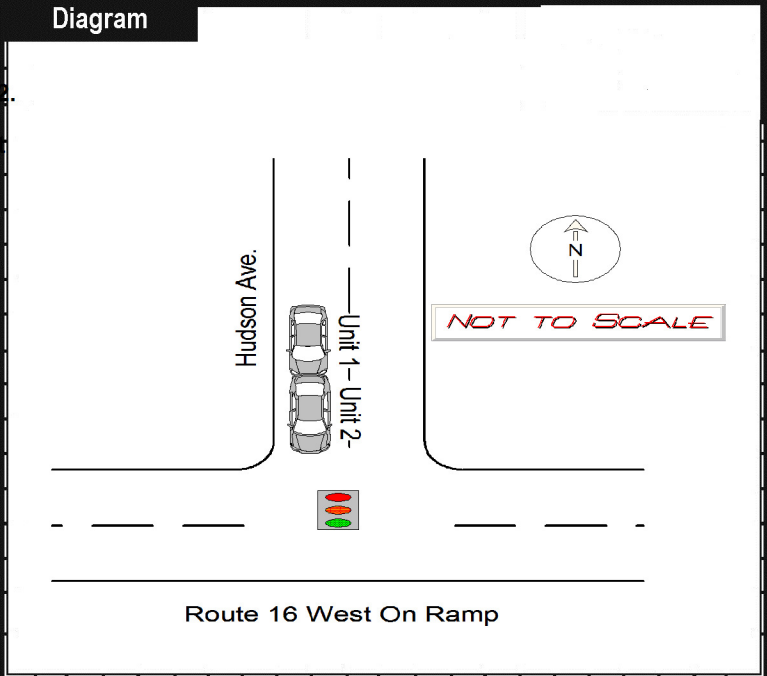 Diagram
N
NOT TO SCALE
Hudson Ave.
Unit 1- Unit 2-
Route 16 West On Ramp